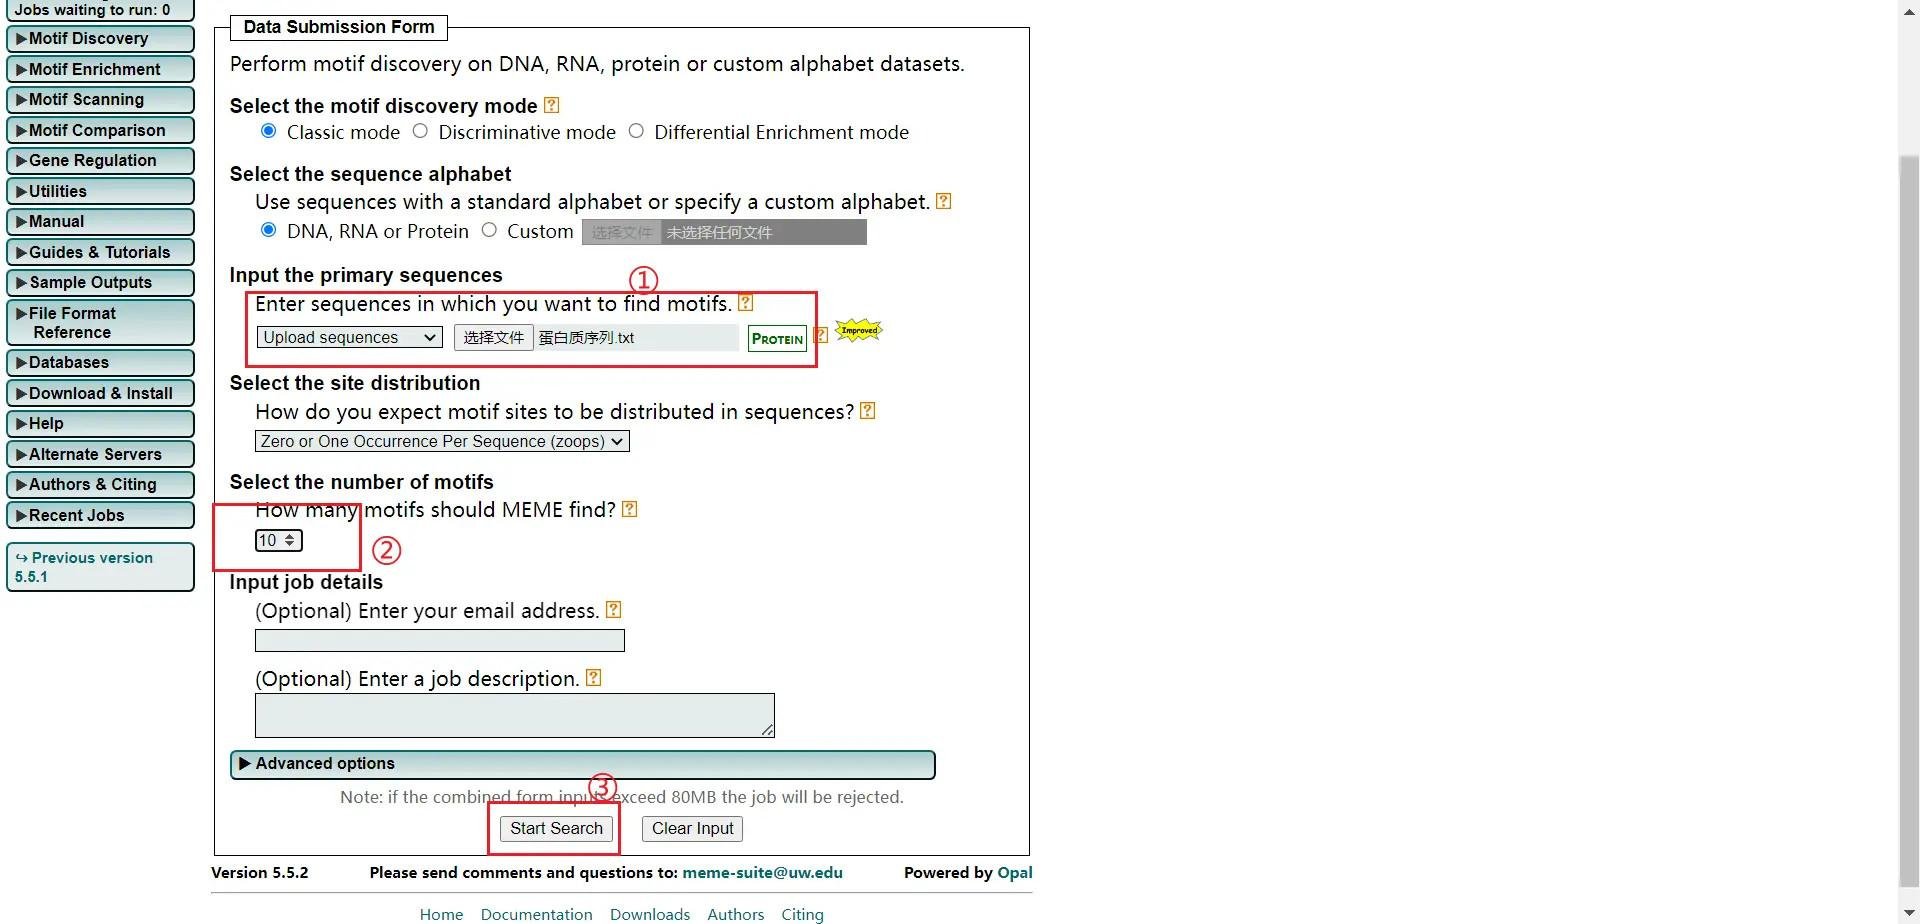 Jobs waiting to run: 0
▶Motif Discovery
▶Motif Enrichment
▶Motif Scanning
▶Motif Comparison
▶Gene Regulation
▶Utilities
▶Manual
▶Guides & Tutorials
▶Sample Outputs
▶File Format
Reference
▶Databases
▶Download & Install
▶Help
▶Alternate Servers
▶Authors & Citing
▶Recent Jobs
↪ Previous version
5.5.1
Data Submission Form
Perform motif discovery on DNA, RNA, protein or custom alphabet datasets.
Select the motif discovery mode ?
Classic mode Discriminative mode Differential Enrichment mode
Select the sequence alphabet
Use sequences with a standard alphabet or specify a custom alphabet. ?
DNA, RNA or Protein Custom 选择文件 未选择任何文件
Input the primary sequences
①
Enter sequences in which you want to find motifs. ?
Upload sequences 选择文件 蛋白质序列.txt PROTEIN ? Improved
Select the site distribution
How do you expect motif sites to be distributed in sequences? ?
Zero or One Occurrence Per Sequence (zoops)
Select the number of motifs
How many motifs should MEME find? ?
10
②
Input job details
(Optional) Enter your email address. ?
(Optional) Enter a job description. ?
▶ Advanced options
③
Note: if the combined form inputs exceed 80MB the job will be rejected.
Start Search Clear Input
Version 5.5.2 Please send comments and questions to: meme-suite@uw.edu Powered by Opal
Home Documentation Downloads Authors Citing